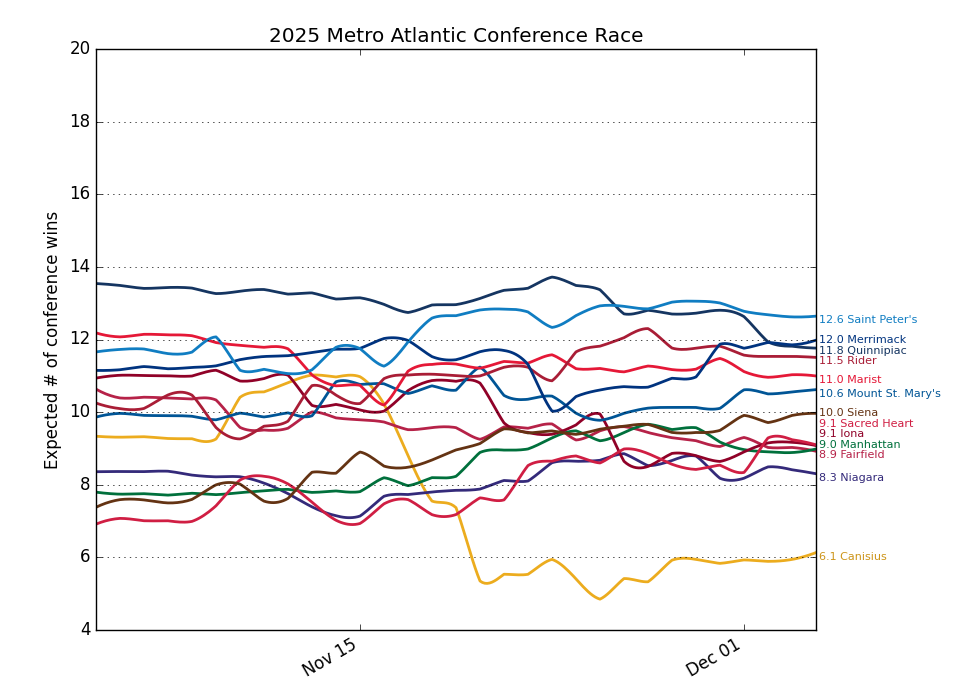 2025 Metro Atlantic Conference Race
Expected # of conference wins
20
18
16
14
12
10
8
6
4
Nov 15
Dec 01
12.6 Saint Peter's
12.0 Merrimack
11.8 Quinnipiac
11.5 Rider
11.0 Marist
10.6 Mount St. Mary's
10.0 Siena
9.1 Sacred Heart
9.1 Iona
9.0 Manhattan
8.9 Fairfield
8.3 Niagara
6.1 Canisius